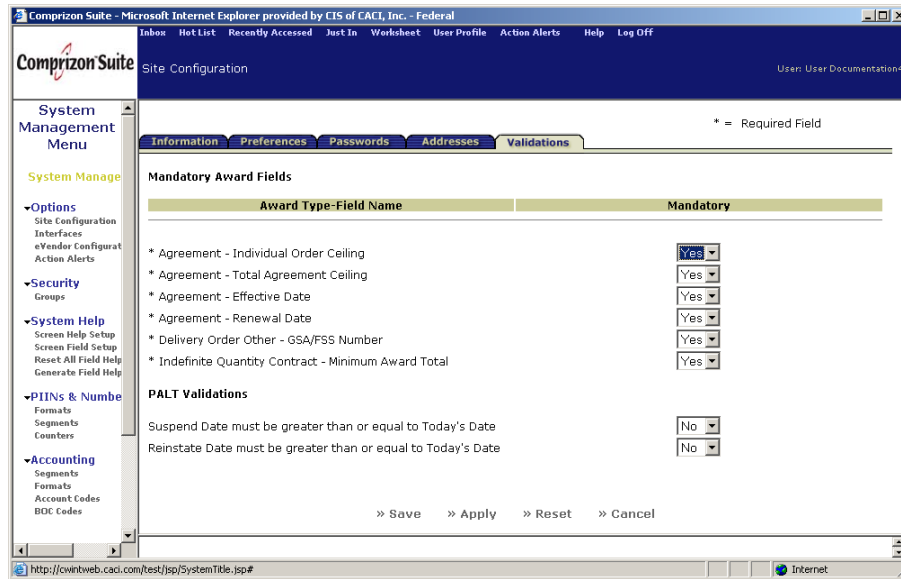 Comprizon Suite - Microsoft Internet Explorer provided by CIS of CACI, Inc. - Federal
Inbox Hot List Recently Accessed Just In Worksheet User Profile Action Alerts Help Log Off
Comprizon Suite
Site Configuration
User: User Documentation4
System Management Menu
System Manage
Options
Site Configuration
Interfaces
eVendor Configurat
Action Alerts
Security
Groups
System Help
Screen Help Setup
Screen Field Setup
Reset All Field Help
Generate Field Help
PIINs & Numbe
Formats
Segments
Counters
Accounting
Segments
Formats
Account Codes
BOC Codes
* = Required Field
Information Preferences Passwords Addresses Validations
Mandatory Award Fields
Award Type-Field Name Mandatory
* Agreement - Individual Order Ceiling Yes
* Agreement - Total Agreement Ceiling Yes
* Agreement - Effective Date Yes
* Agreement - Renewal Date Yes
* Delivery Order Other - GSA/FSS Number Yes
* Indefinite Quantity Contract - Minimum Award Total Yes
PALT Validations
Suspend Date must be greater than or equal to Today's Date No
Reinstate Date must be greater than or equal to Today's Date No
» Save » Apply » Reset » Cancel
http://cwintweb.caci.com/test/jsp/SystemTitle.jsp# Internet